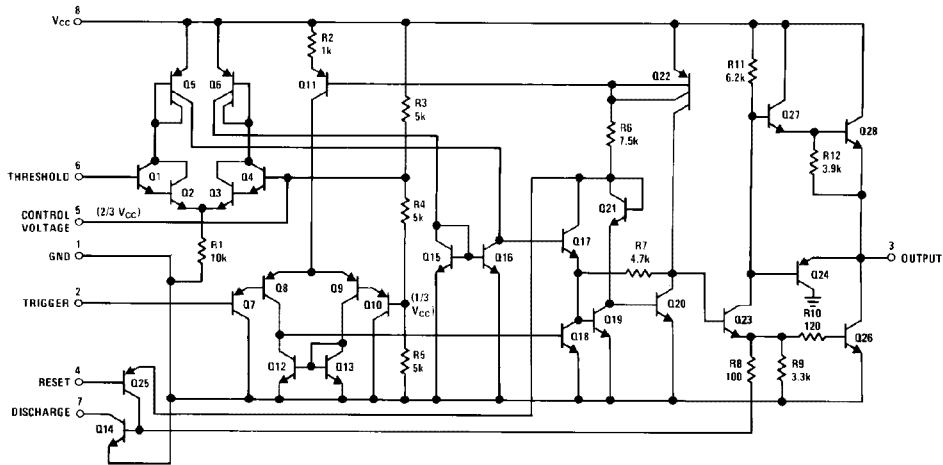 8
VCC
R2
1k
Q5
Q6
Q11
Q22
R11
6.2k
R3
5k
Q27
Q28
R6
7.5k
R12
3.9k
6
THRESHOLD
Q1
Q2
Q3
Q4
5
CONTROL VOLTAGE
(2/3 VCC)
R4
5k
Q21
R1
10k
1
GND
Q15
Q16
Q17
R7
4.7k
3
OUTPUT
Q24
2
TRIGGER
Q7
Q8
Q9
Q10
(1/3 VCC)
Q18
Q19
Q20
Q23
R10
120
Q26
Q12
Q13
R5
5k
R8
100
R9
3.3k
4
RESET
Q25
7
DISCHARGE
Q14